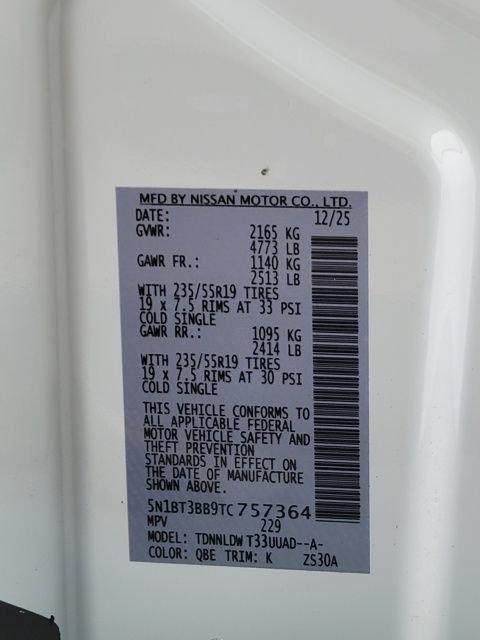 MFD BY NISSAN MOTOR CO., LTD.
DATE: 12/25
GVWR: 2165 KG
4773 LB
GAWR FR.: 1140 KG
2513 LB
WITH 235/55R19 TIRES
19 x 7.5 RIMS AT 33 PSI
COLD SINGLE
GAWR RR.: 1095 KG
2414 LB
WITH 235/55R19 TIRES
19 x 7.5 RIMS AT 30 PSI
COLD SINGLE
THIS VEHICLE CONFORMS TO
ALL APPLICABLE FEDERAL
MOTOR VEHICLE SAFETY AND
THEFT PREVENTION
STANDARDS IN EFFECT ON
THE DATE OF MANUFACTURE
SHOWN ABOVE.
5N1BT3BB9TC757364
MPV 229
MODEL: TDNNLDW T33UUAD--A-
COLOR: QBE TRIM: K ZS30A